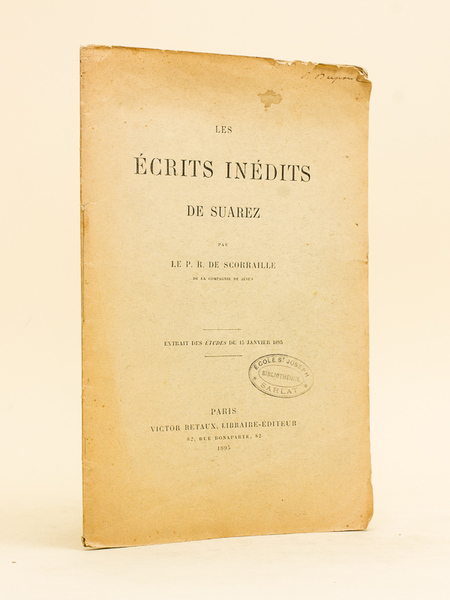 LES
ÉCRITS INÉDITS
DE SUAREZ
PAR
LE P. R. DE SCORRAILLE
DE LA COMPAGNIE DE JÉSUS
EXTRAIT DES ÉTUDES DU 15 JANVIER 1895
ÉCOLE ST JOSEPH
BIBLIOTHÈQUE
SARLAT
PARIS
VICTOR RETAUX, LIBRAIRE-ÉDITEUR
82, RUE BONAPARTE, 82
1895